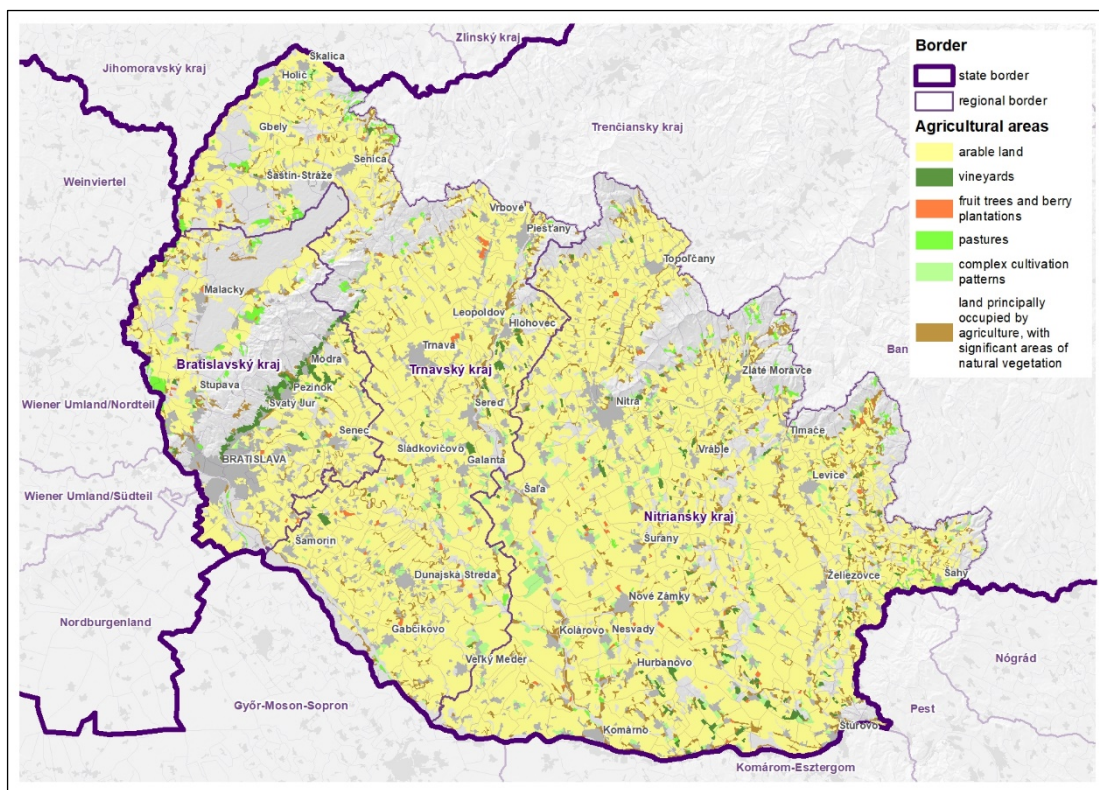 Zlínský kraj
Skalica
Jihomoravský kraj
Holíč
Border
state border
regional border
Agricultural areas
arable land
vineyards
fruit trees and berry
plantations
pastures
complex cultivation
patterns
land principally
occupied by
agriculture, with
significant areas of
natural vegetation
Gbely
Trenčiansky kraj
Senica
Weinviertel
Šaštín-Stráže
Vrbové
Piešťany
Topoľčany
Malacky
Leopoldov
Hlohovec
Trnava
Ban
Modra
Bratislavský kraj
Trnavský kraj
Zlaté Moravce
Stupava
Pezinok
Wiener Umland/Nordteil
Svätý Jur
Sereď
Nitra
Senec
Tlmače
Sládkovičovo
Vráble
BRATISLAVA
Galanta
Levice
Wiener Umland/Südteil
Šaľa
Nitriansky kraj
Šurany
Šamorín
Dunajská Streda
Želiezovce
Šahy
Nové Zámky
Nordburgenland
Gabčíkovo
Kolárovo
Nesvady
Veľký Meder
Hurbanovo
Nógrád
Győr-Moson-Sopron
Pest
Komárno
Štúrovo
Komárom-Esztergom